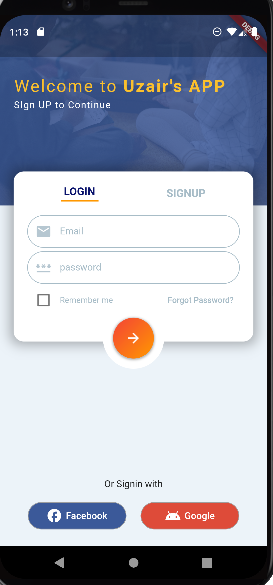 1:13
DEBUG
Welcome to Uzair's APP
Sign UP to Continue
LOGIN SIGNUP
Email
password
Remember me Forgot Password?
Or Signin with
Facebook Google